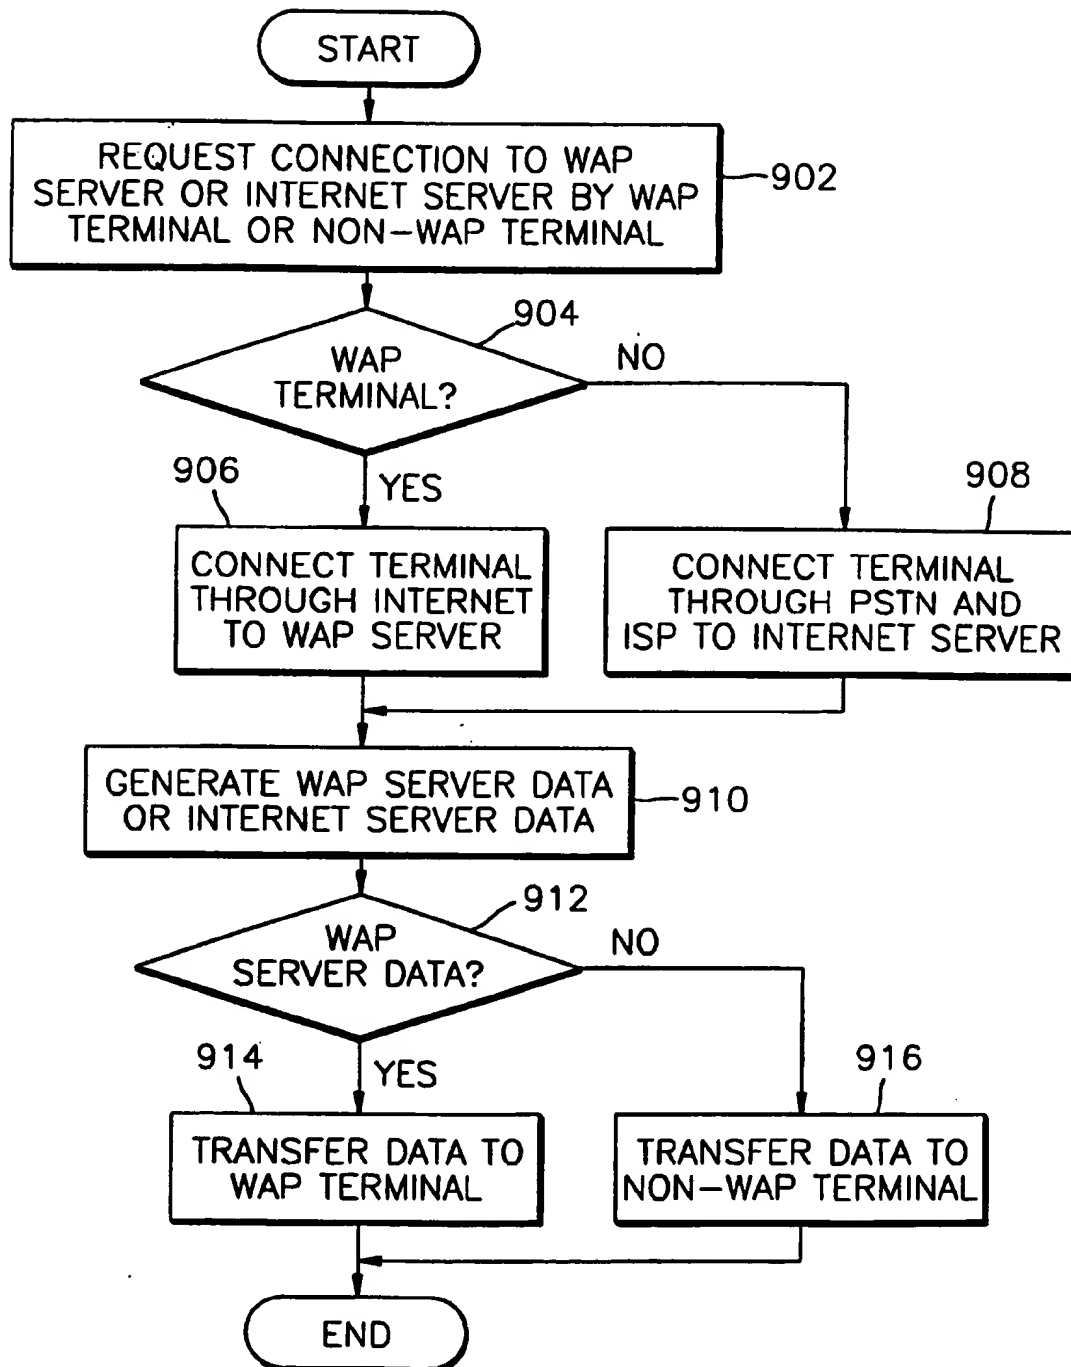 START
REQUEST CONNECTION TO WAP
SERVER OR INTERNET SERVER BY WAP
TERMINAL OR NON-WAP TERMINAL
902
904
WAP
TERMINAL?
NO
YES
906
908
CONNECT TERMINAL
THROUGH INTERNET
TO WAP SERVER
CONNECT TERMINAL
THROUGH PSTN AND
ISP TO INTERNET SERVER
GENERATE WAP SERVER DATA
OR INTERNET SERVER DATA
910
912
WAP
SERVER DATA?
NO
YES
914
916
TRANSFER DATA TO
WAP TERMINAL
TRANSFER DATA TO
NON-WAP TERMINAL
END